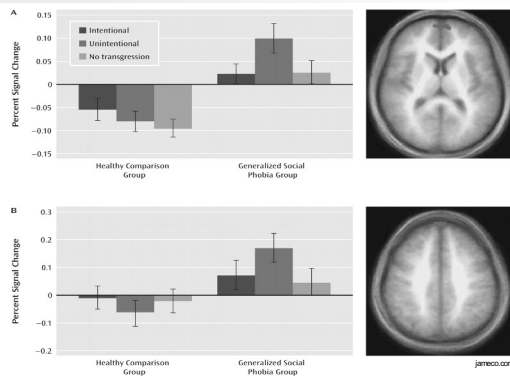 A
Percent Signal Change
0.15
0.10
0.05
0
−0.05
−0.10
−0.15
Intentional
Unintentional
No transgression
Healthy Comparison
Group
Generalized Social
Phobia Group
B
Percent Signal Change
0.3
0.2
0.1
0
−0.1
−0.2
Healthy Comparison
Group
Generalized Social
Phobia Group